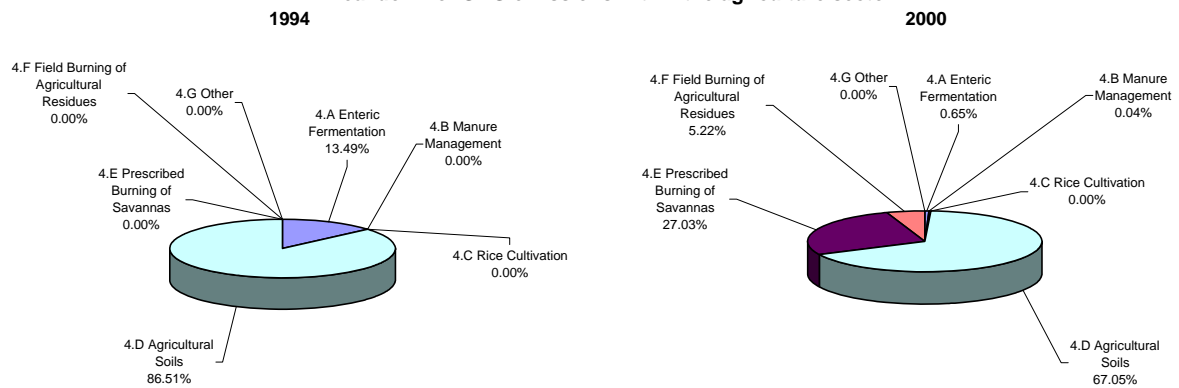 1994
4.F Field Burning of
Agricultural
Residues
0.00%
4.G Other
0.00%
4.A Enteric
Fermentation
13.49%
4.B Manure
Management
0.00%
4.E Prescribed
Burning of
Savannas
0.00%
4.C Rice Cultivation
0.00%
4.D Agricultural
Soils
86.51%
2000
4.F Field Burning of
Agricultural
Residues
5.22%
4.G Other
0.00%
4.A Enteric
Fermentation
0.65%
4.B Manure
Management
0.04%
4.E Prescribed
Burning of
Savannas
27.03%
4.C Rice Cultivation
0.00%
4.D Agricultural
Soils
67.05%